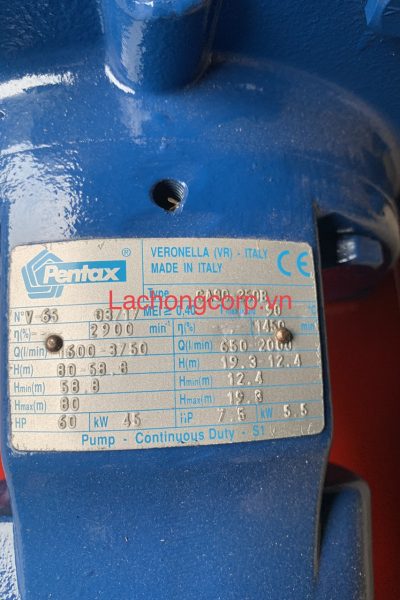 Pentax ®
VERONELLA (VR) - ITALY
MADE IN ITALY
CE
Type
Lachongcorp.vn
N° V-65 03/17 MEI ≥ 0,40 90 °C
η(%) - 2900 min⁻¹ η(%) 1450 min⁻¹
Q(l/min) Q(l/min) 650-2000
H(m) 80-58.8 H(m) 19.3-12.4
Hmin(m) 58.8 Hmin(m) 12.4
Hmax(m) 80 Hmax(m) 19.3
HP 60 kW 45 HP 7.5 kW 5.5
Pump - Continuous Duty - S1